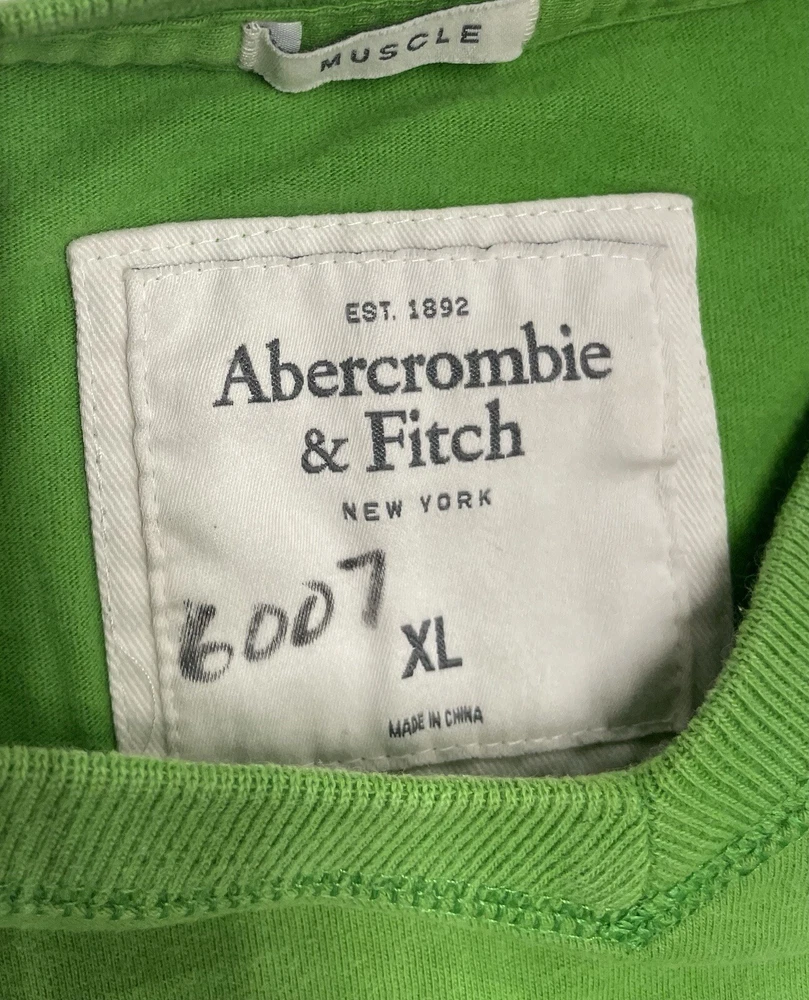 MUSCLE
EST. 1892
Abercrombie
& Fitch
NEW YORK
6007
XL
MADE IN CHINA